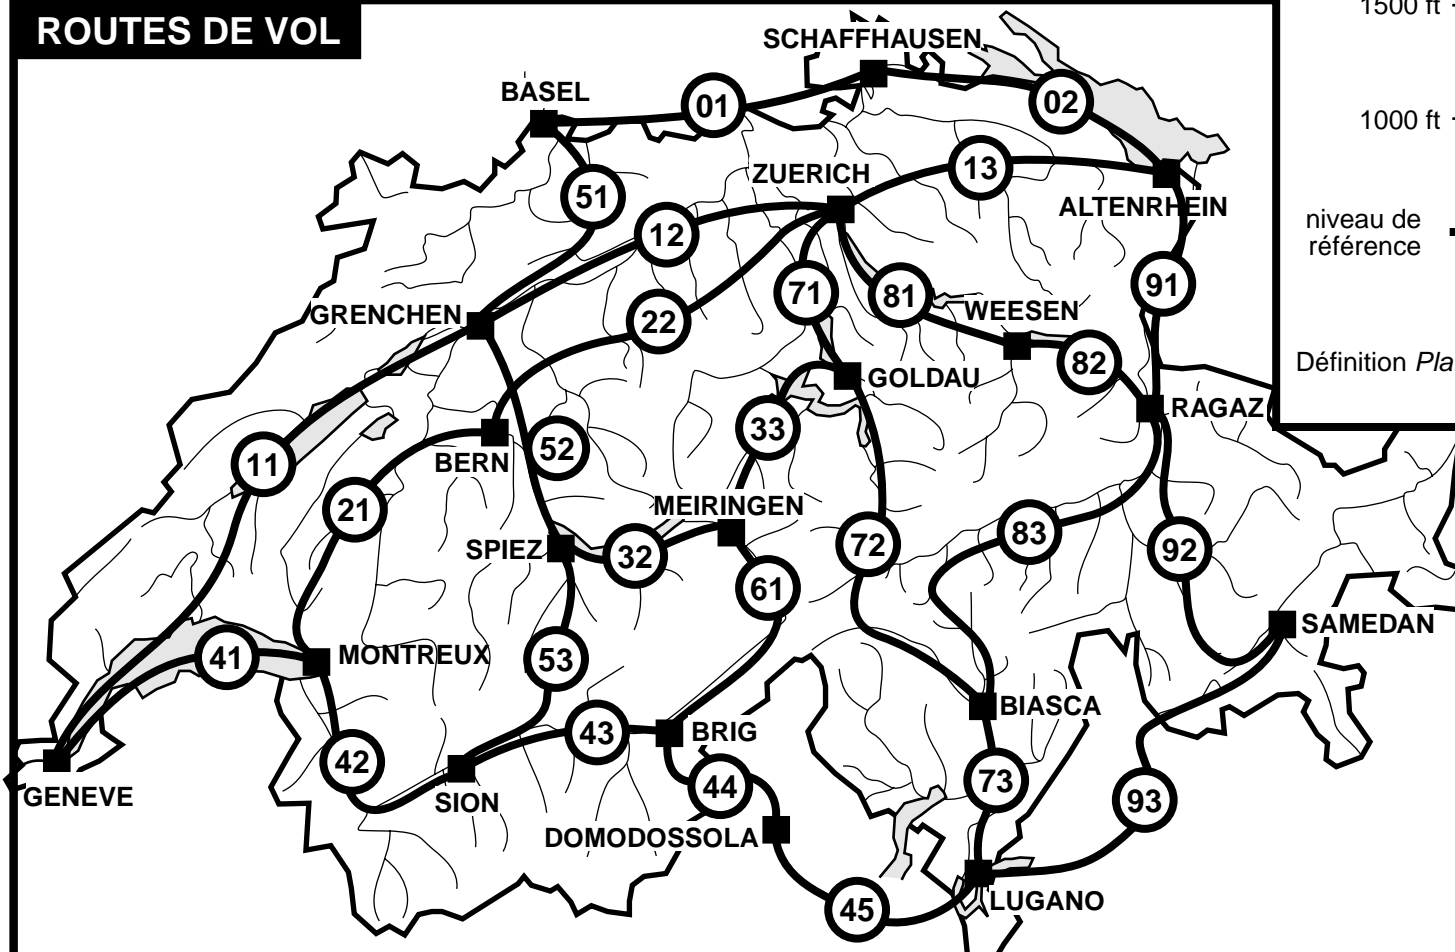 ROUTES DE VOL
1500 ft
SCHAFFHAUSEN
BASEL
01
02
1000 ft
ZUERICH
13
51
ALTENRHEIN
12
niveau de
référence
71
81
91
GRENCHEN
22
WEESEN
82
Définition Pla
GOLDAU
RAGAZ
33
52
BERN
11
21
MEIRINGEN
SPIEZ
32
72
83
92
61
SAMEDAN
41
MONTREUX
53
BIASCA
43
BRIG
42
44
73
GENEVE
SION
93
DOMODOSSOLA
LUGANO
45